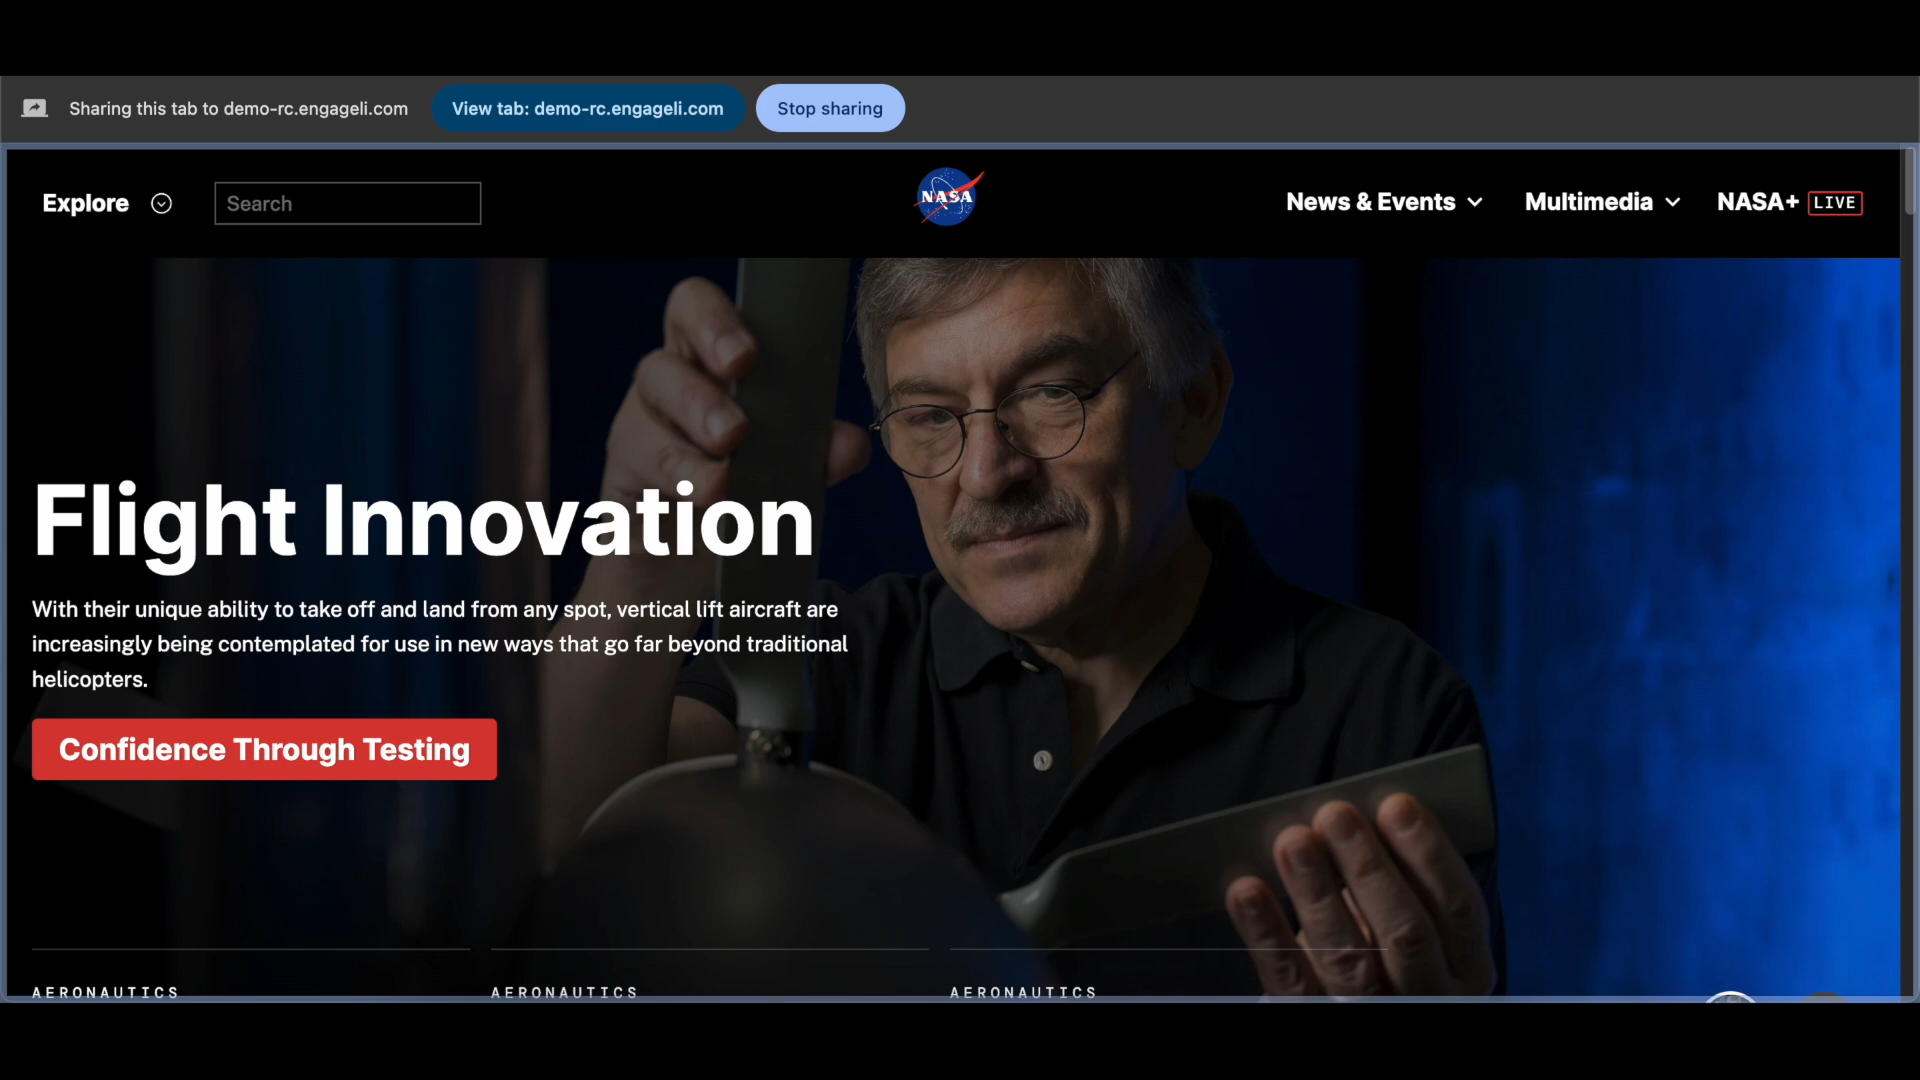 Sharing this tab to demo-rc.engageli.com
View tab: demo-rc.engageli.com
Stop sharing
Explore
Search
NASA
News & Events
Multimedia
NASA+ LIVE
Flight Innovation
With their unique ability to take off and land from any spot, vertical lift aircraft are
increasingly being contemplated for use in new ways that go far beyond traditional
helicopters.
Confidence Through Testing
AERONAUTICS
AERONAUTICS
AERONAUTICS